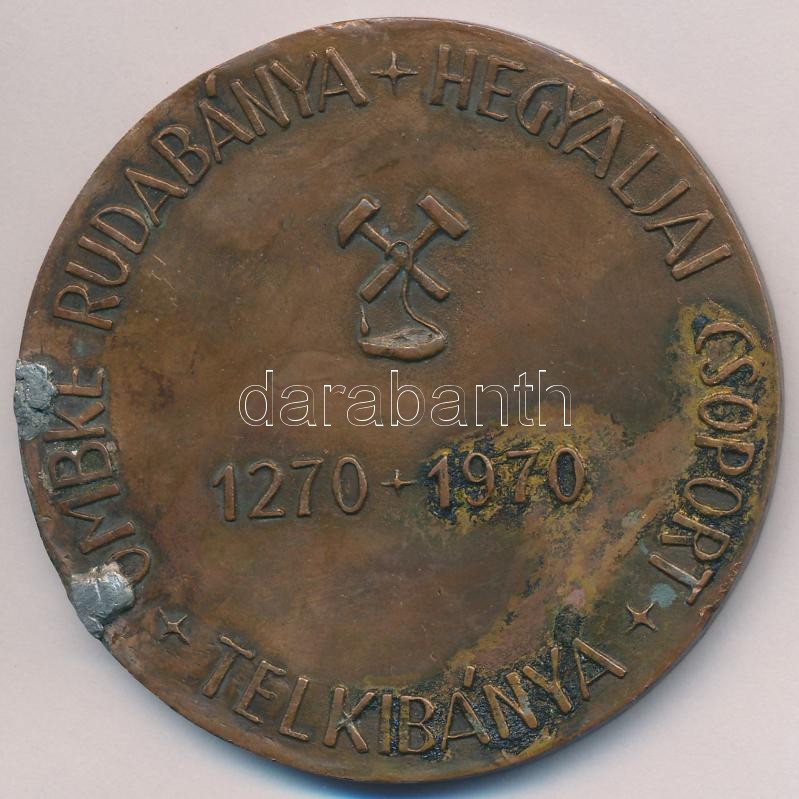 OMBKE RUDABÁNYA + HEGYALJAI CSOPORT
+ TELKIBÁNYA +
1270 + 1970
darabanth